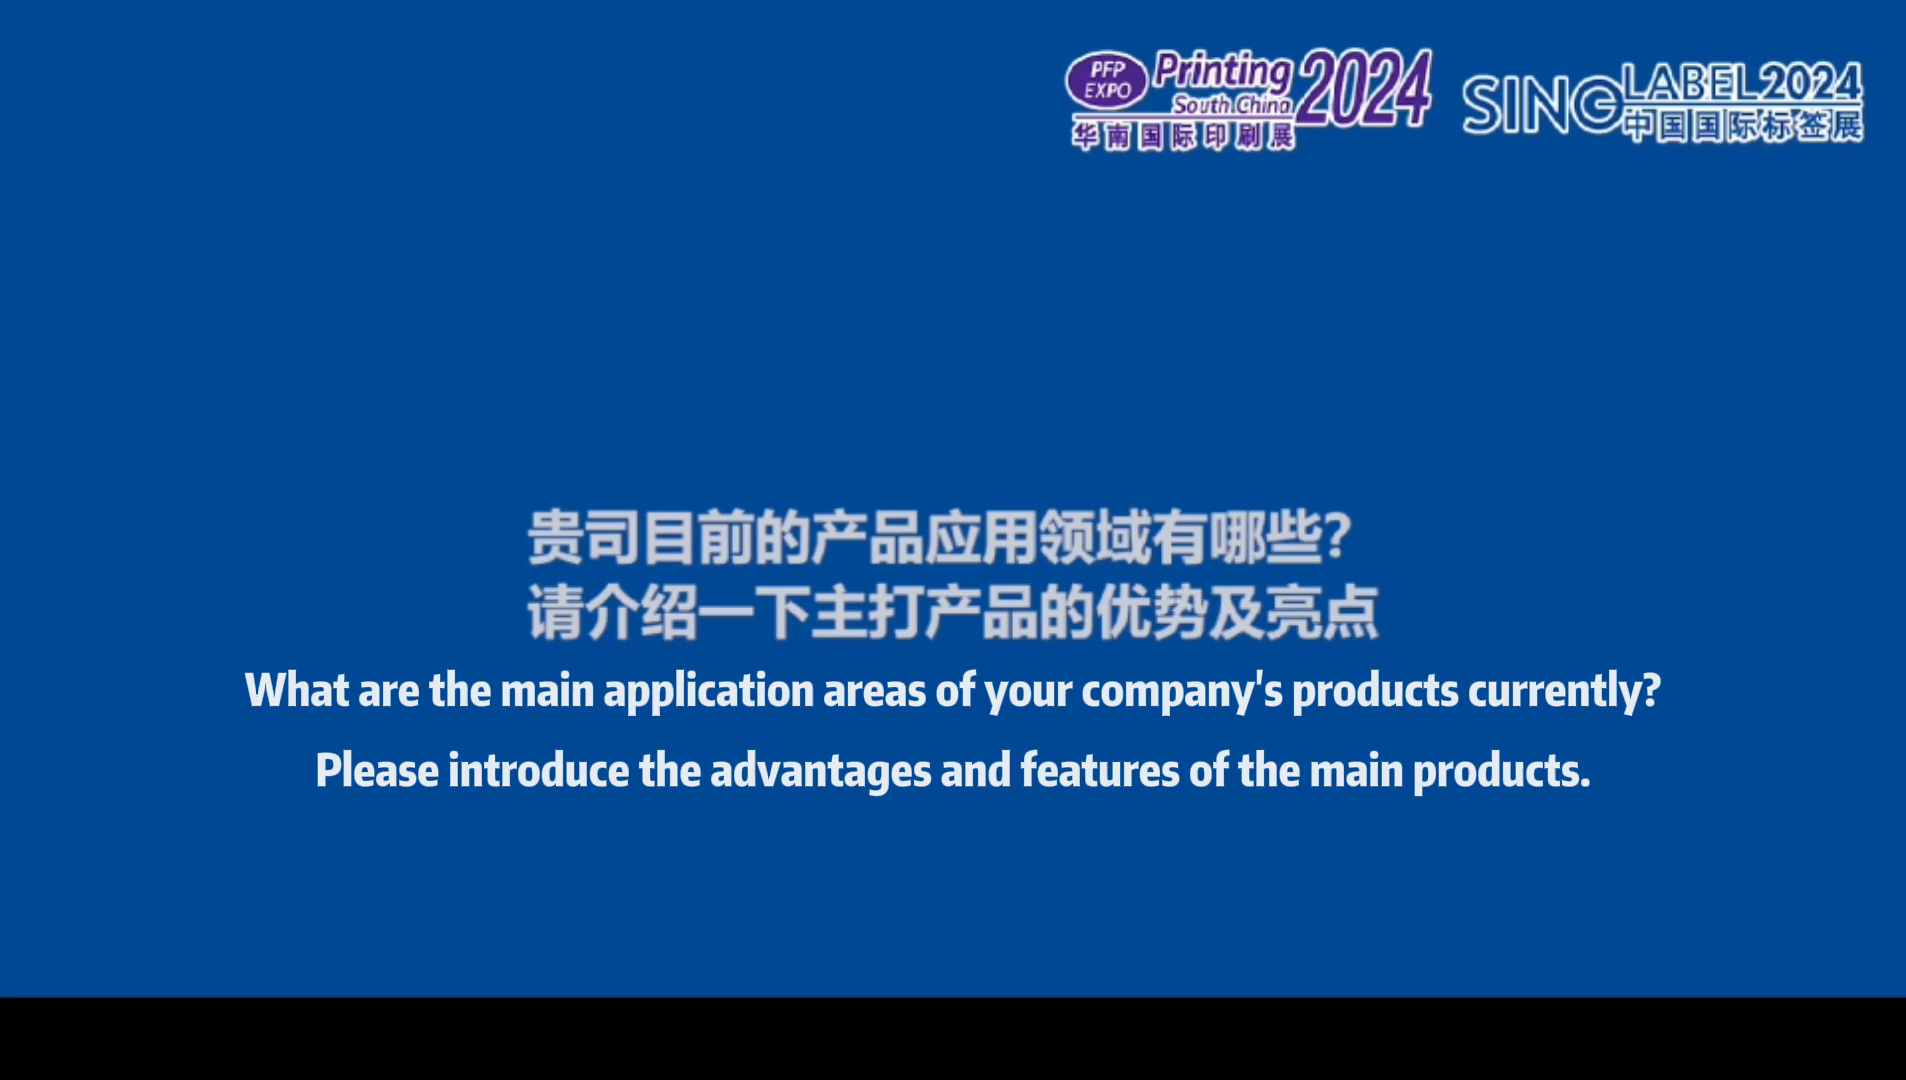 PFP EXPO Printing South China 2024
华南国际印刷展
SINO LABEL 2024
中国国际标签展
贵司目前的产品应用领域有哪些?
请介绍一下主打产品的优势及亮点
What are the main application areas of your company's products currently?
Please introduce the advantages and features of the main products.